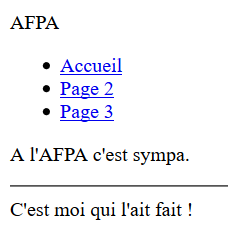 AFPA
Accueil
Page 2
Page 3
A l'AFPA c'est sympa.
C'est moi qui l'ait fait !